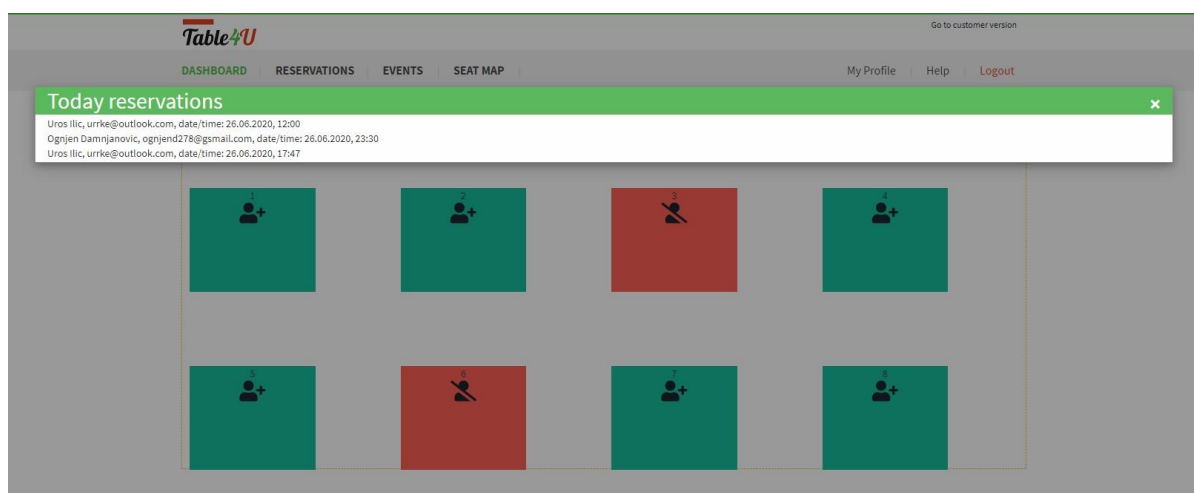 Table4U
Go to customer version
DASHBOARD RESERVATIONS EVENTS SEAT MAP My Profile Help Logout
Today reservations ×
Uros Ilic, urrke@outlook.com, date/time: 26.06.2020, 12:00
Ognjen Damnjanovic, ognjend278@gsmail.com, date/time: 26.06.2020, 23:30
Uros Ilic, urrke@outlook.com, date/time: 26.06.2020, 17:47
1 2 3 4
5 6 7 8